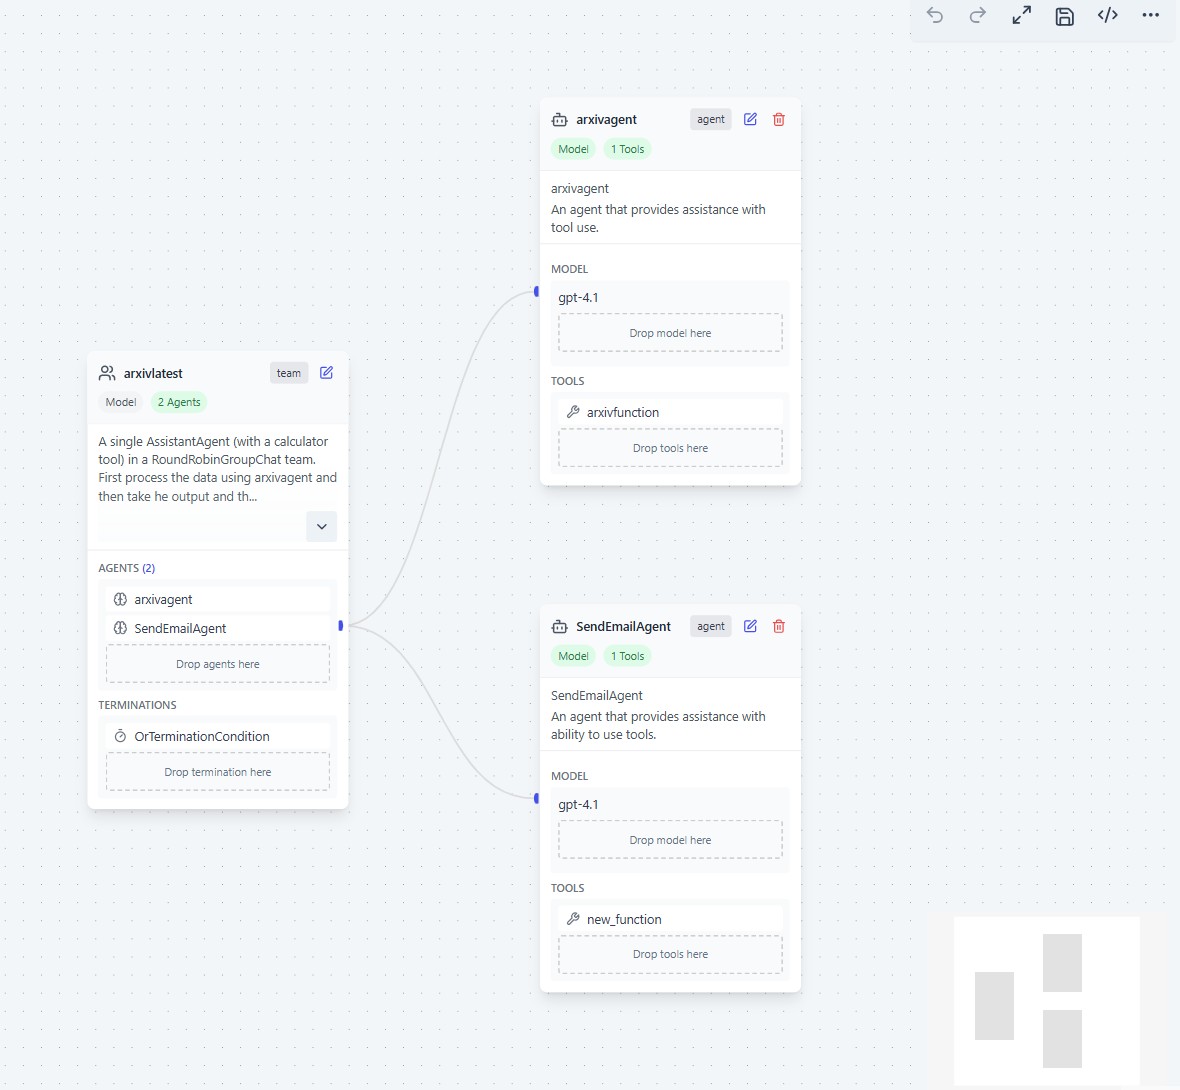 arxivagent
agent
Model
1 Tools
arxivagent
An agent that provides assistance with
tool use.
MODEL
gpt-4.1
Drop model here
TOOLS
arxivfunction
Drop tools here
arxivlatest
team
Model
2 Agents
A single AssistantAgent (with a calculator
tool) in a RoundRobinGroupChat team.
First process the data using arxivagent and
then take he output and th...
AGENTS (2)
arxivagent
SendEmailAgent
Drop agents here
TERMINATIONS
OrTerminationCondition
Drop termination here
SendEmailAgent
agent
Model
1 Tools
SendEmailAgent
An agent that provides assistance with
ability to use tools.
MODEL
gpt-4.1
Drop model here
TOOLS
new_function
Drop tools here